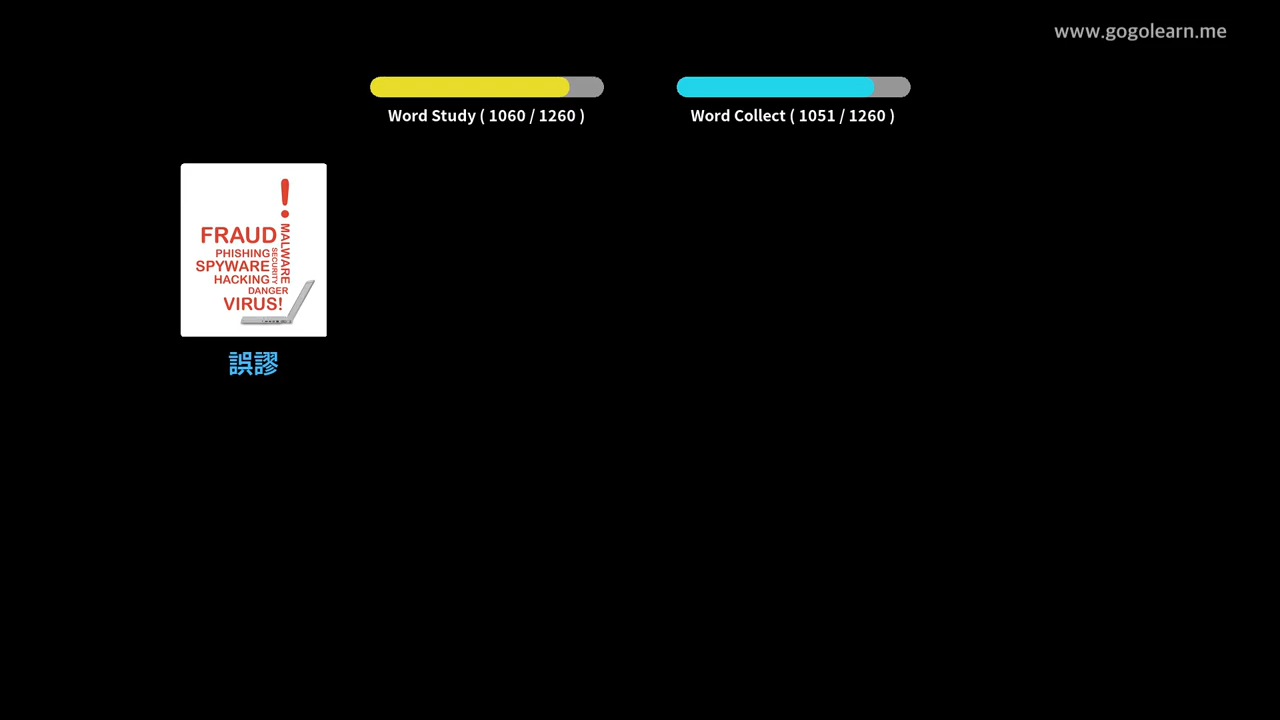 www.gogolearn.me
Word Study ( 1060 / 1260 )
Word Collect ( 1051 / 1260 )
!
FRAUD
MALWARE
PHISHING
SECURITY
SPYWARE
HACKING
DANGER
VIRUS!
誤謬